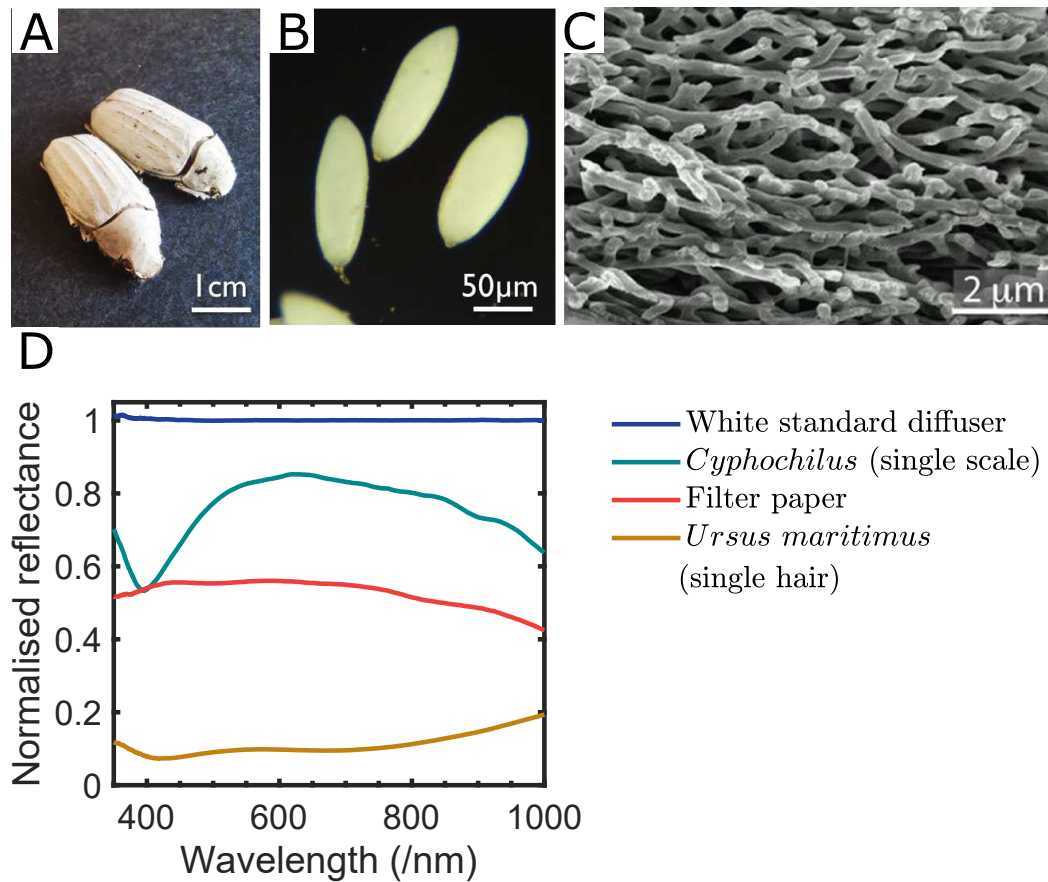 A
B
C
1cm
50μm
2 μm
D
Normalised reflectance
1
0.8
0.6
0.4
0.2
0
400
600
800
1000
Wavelength (/nm)
White standard diffuser
Cyphochilus (single scale)
Filter paper
Ursus maritimus
(single hair)